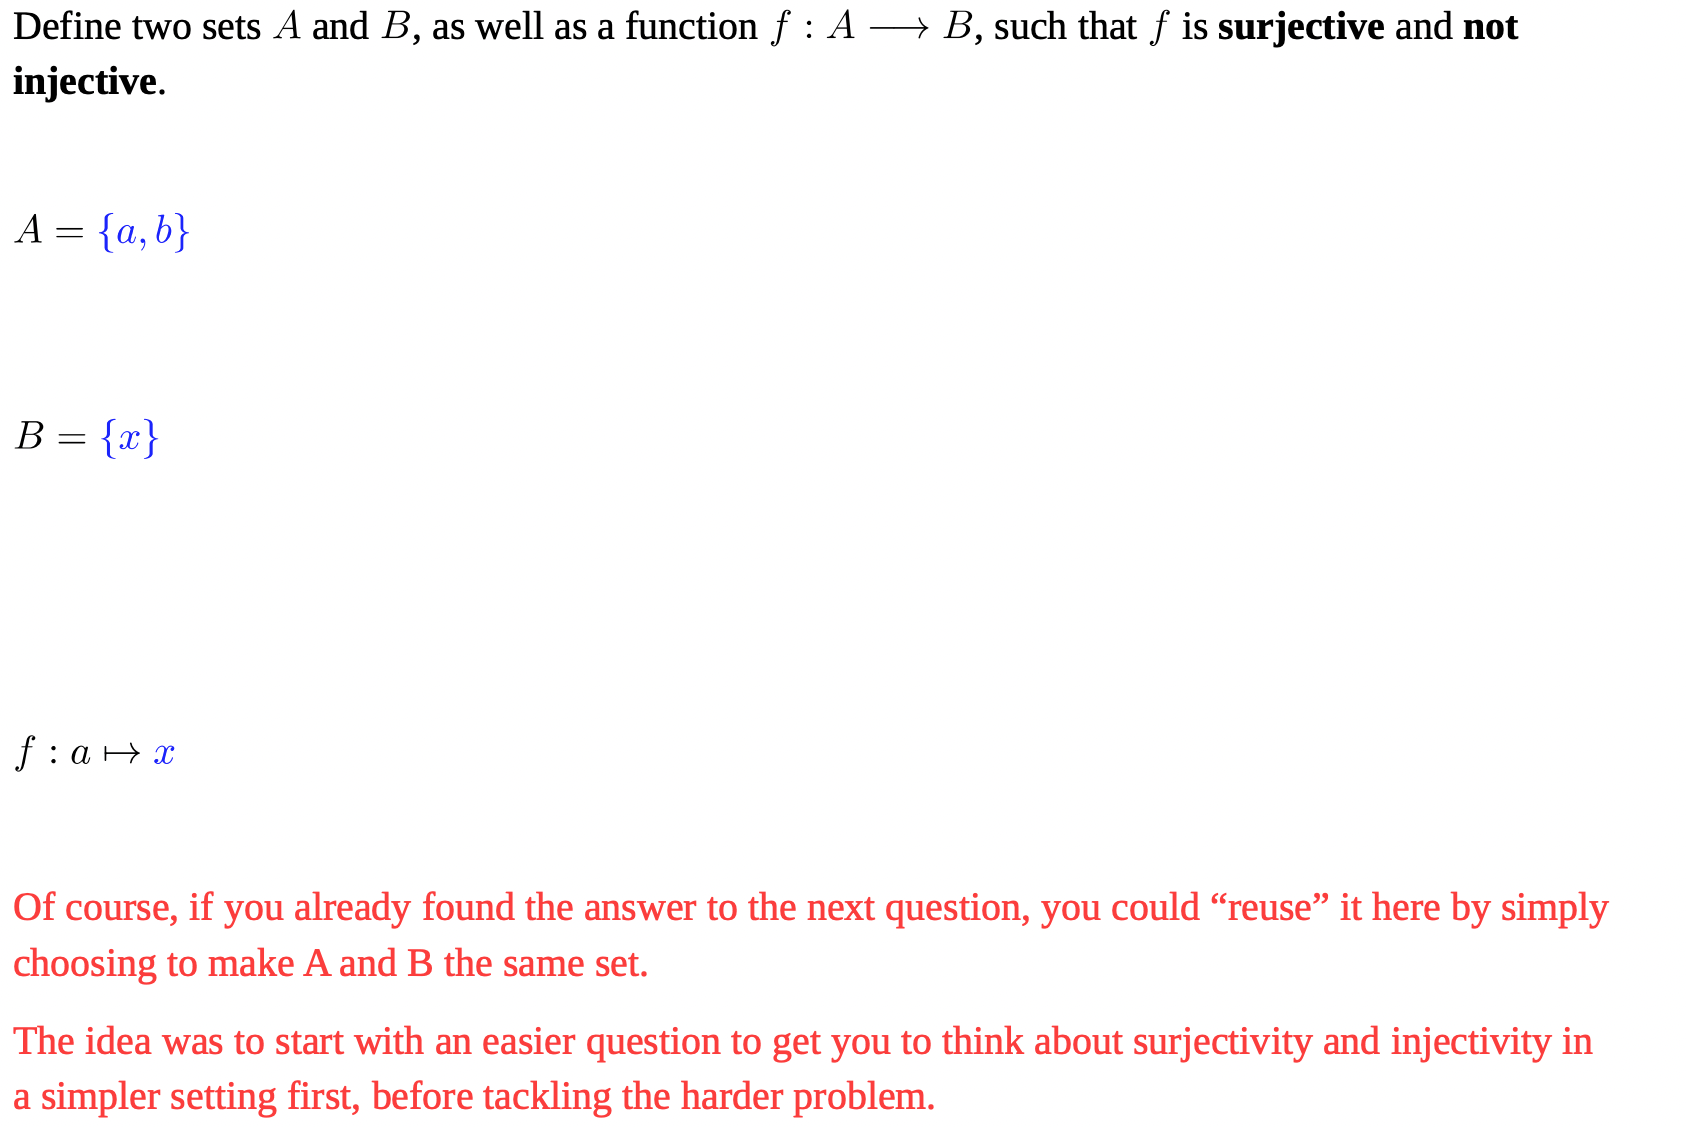 Define two sets A and B, as well as a function f : A ⟶ B, such that f is surjective and not
injective.
A = {a, b}
B = {x}
f : a ↦ x
Of course, if you already found the answer to the next question, you could “reuse” it here by simply
choosing to make A and B the same set.
The idea was to start with an easier question to get you to think about surjectivity and injectivity in
a simpler setting first, before tackling the harder problem.